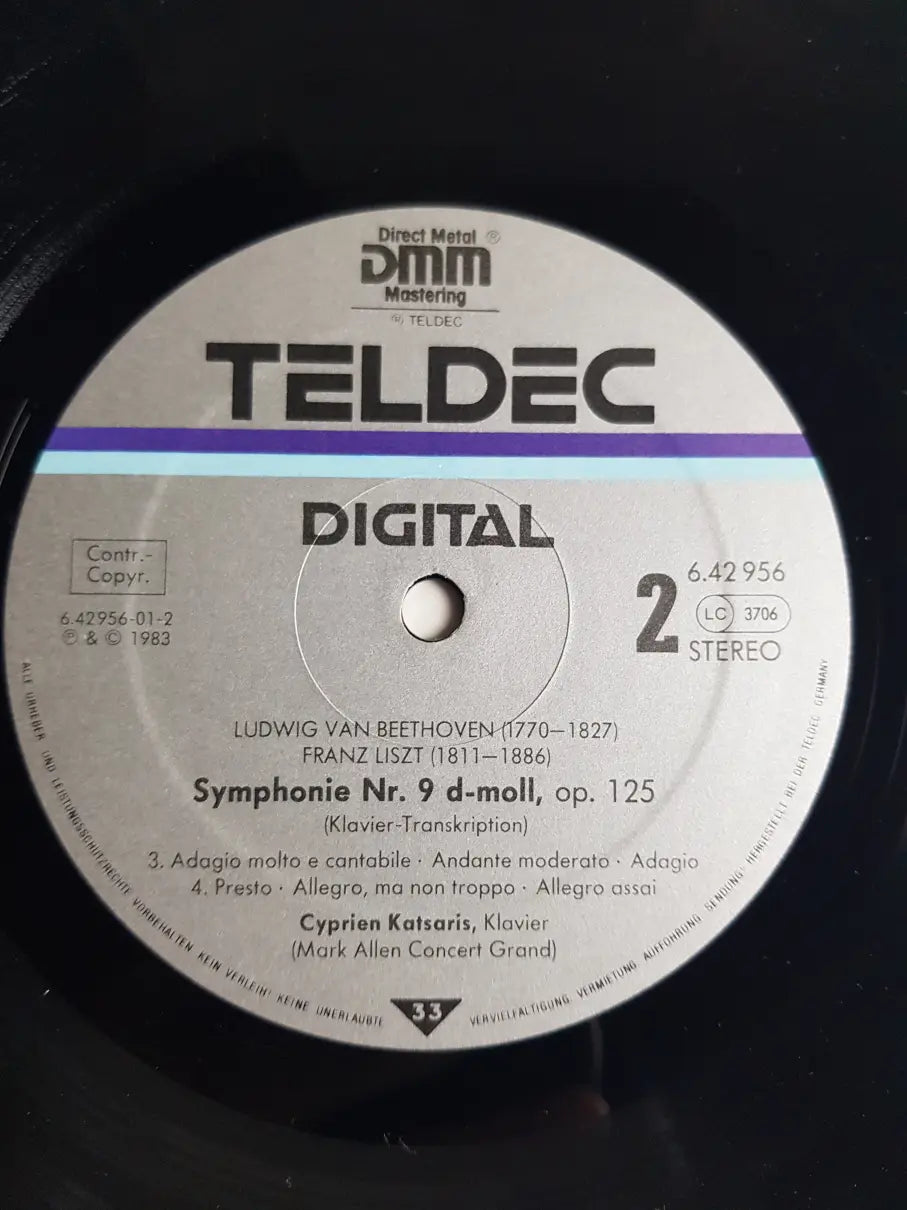 Direct Metal ®
DMM
Mastering
℗ TELDEC
TELDEC
DIGITAL
Contr.-
Copyr.
6.42956-01-2
℗ & © 1983
6.42 956
2
LC 3706
STEREO
LUDWIG VAN BEETHOVEN (1770–1827)
FRANZ LISZT (1811–1886)
Symphonie Nr. 9 d-moll, op. 125
(Klavier-Transkription)
3. Adagio molto e cantabile · Andante moderato · Adagio
4. Presto · Allegro, ma non troppo · Allegro assai
Cyprien Katsaris, Klavier
(Mark Allen Concert Grand)
33
ALLE URHEBER- UND LEISTUNGSSCHUTZRECHTE VORBEHALTEN KEIN VERLEIH! KEINE UNERLAUBTE VERVIELFÄLTIGUNG, VERMIETUNG, AUFFÜHRUNG, SENDUNG! HERGESTELLT BEI DER TELDEC GERMANY